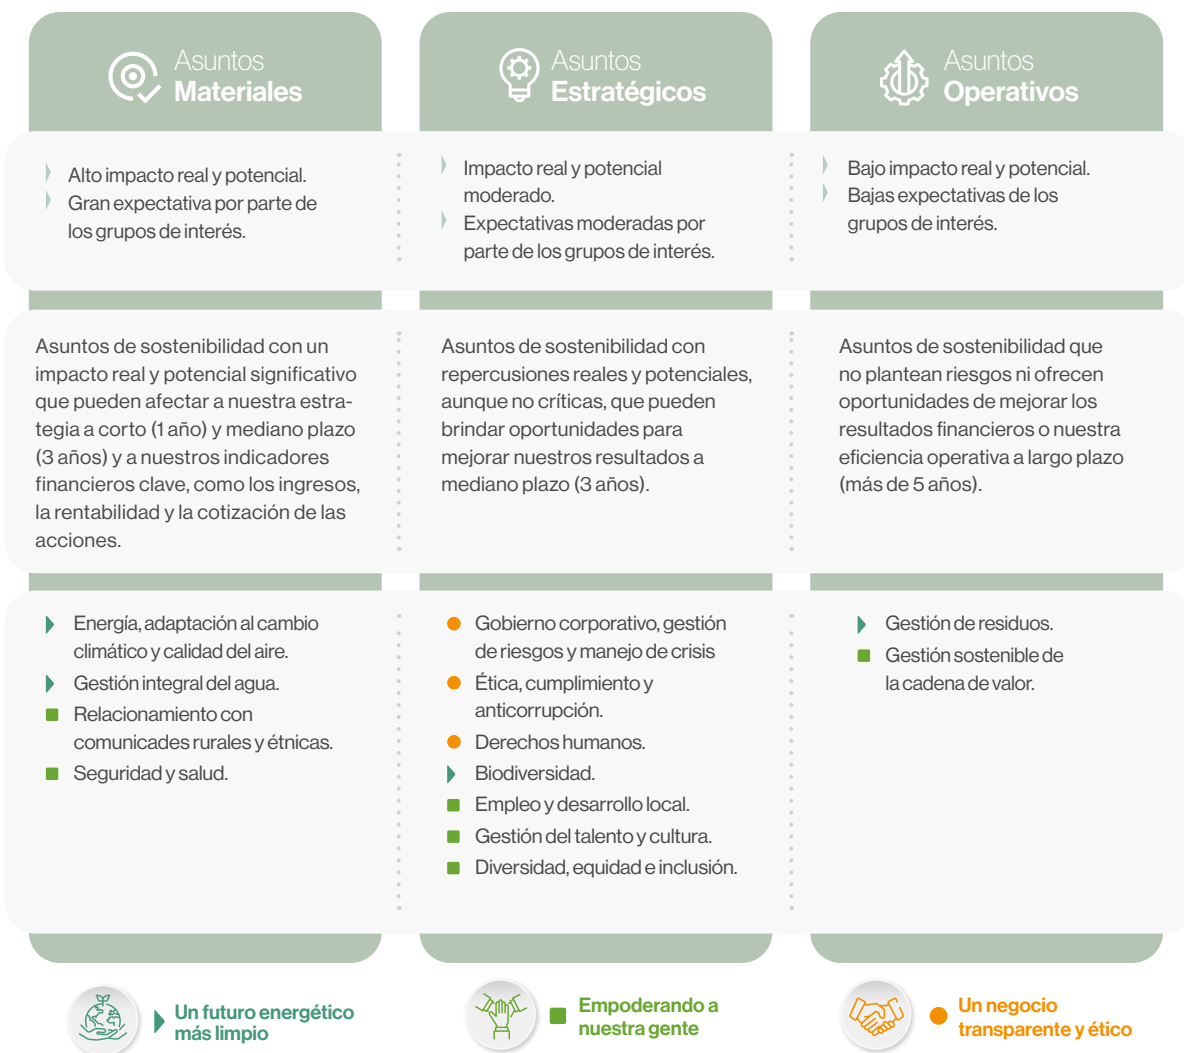 Asuntos
Materiales
Asuntos
Estratégicos
Asuntos
Operativos
Alto impacto real y potencial.
Gran expectativa por parte de
los grupos de interés.
Impacto real y potencial
moderado.
Expectativas moderadas por
parte de los grupos de interés.
Bajo impacto real y potencial.
Bajas expectativas de los
grupos de interés.
Asuntos de sostenibilidad con un
impacto real y potencial significativo
que pueden afectar a nuestra estra-
tegia a corto (1 año) y mediano plazo
(3 años) y a nuestros indicadores
financieros clave, como los ingresos,
la rentabilidad y la cotización de las
acciones.
Asuntos de sostenibilidad con
repercusiones reales y potenciales,
aunque no críticas, que pueden
brindar oportunidades para
mejorar nuestros resultados a
mediano plazo (3 años).
Asuntos de sostenibilidad que
no plantean riesgos ni ofrecen
oportunidades de mejorar los
resultados financieros o nuestra
eficiencia operativa a largo plazo
(más de 5 años).
Energía, adaptación al cambio
climático y calidad del aire.
Gestión integral del agua.
Relacionamiento con
comunicades rurales y étnicas.
Seguridad y salud.
Gobierno corporativo, gestión
de riesgos y manejo de crisis
Ética, cumplimiento y
anticorrupción.
Derechos humanos.
Biodiversidad.
Empleo y desarrollo local.
Gestión del talento y cultura.
Diversidad, equidad e inclusión.
Gestión de residuos.
Gestión sostenible de
la cadena de valor.
Un futuro energético
más limpio
Empoderando a
nuestra gente
Un negocio
transparente y ético